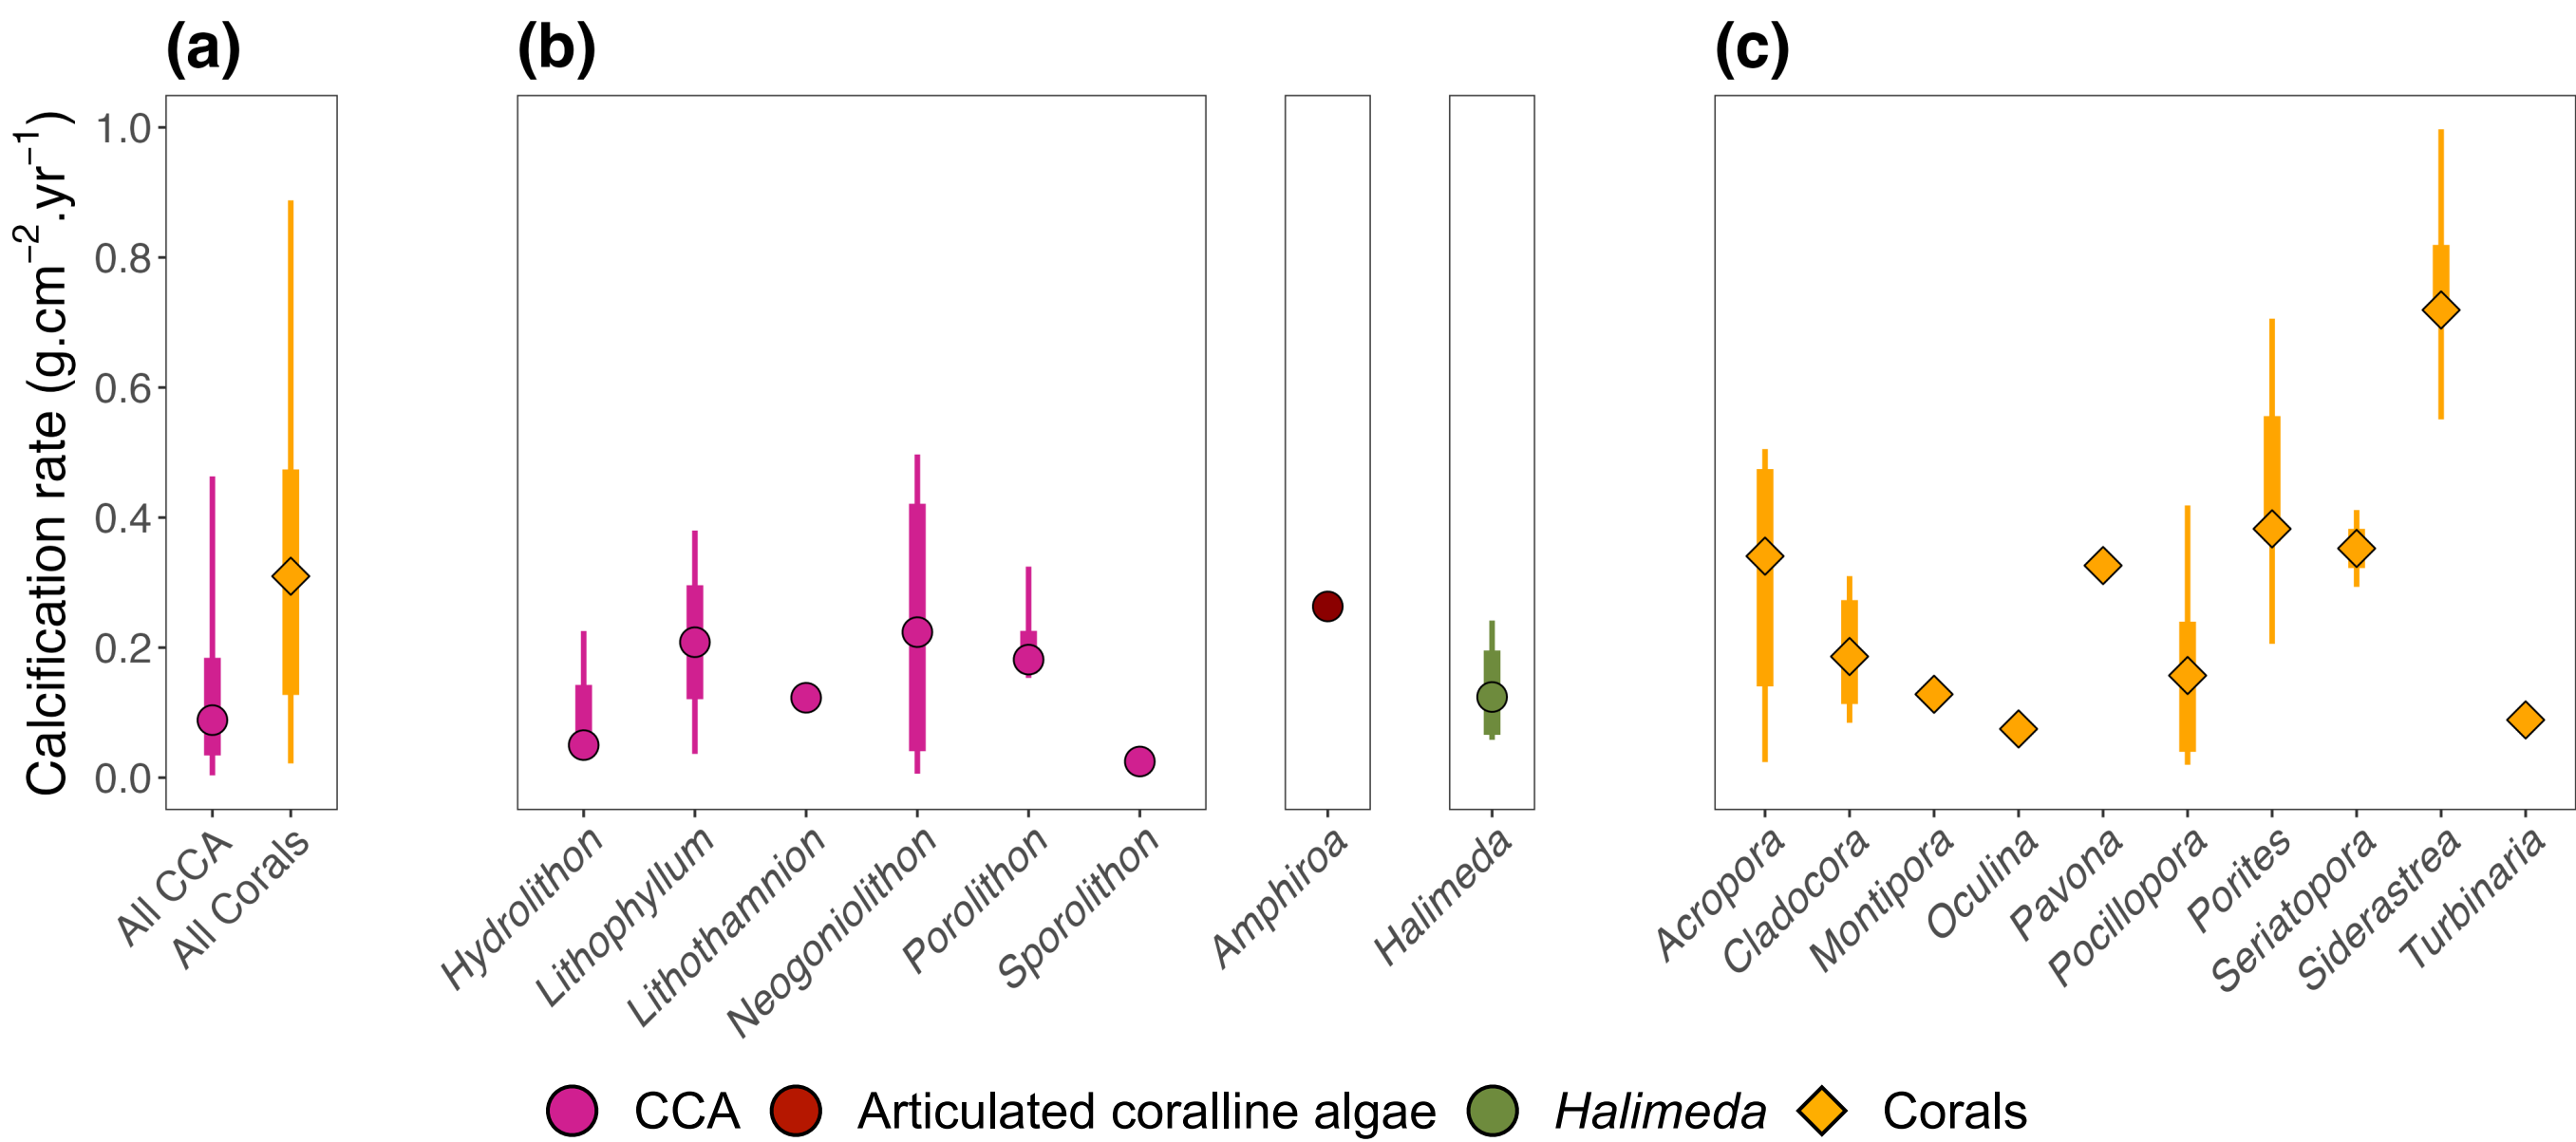 (a) (b) (c)
Calcification rate (g.cm−2.yr−1)
1.0
0.8
0.6
0.4
0.2
0.0
All CCA
All Corals
Hydrolithon
Lithophyllum
Lithothamnion
Neogoniolithon
Porolithon
Sporolithon
Amphiroa
Halimeda
Acropora
Cladocora
Montipora
Oculina
Pavona
Pocillopora
Porites
Seriatopora
Siderastrea
Turbinaria
CCA Articulated coralline algae Halimeda Corals